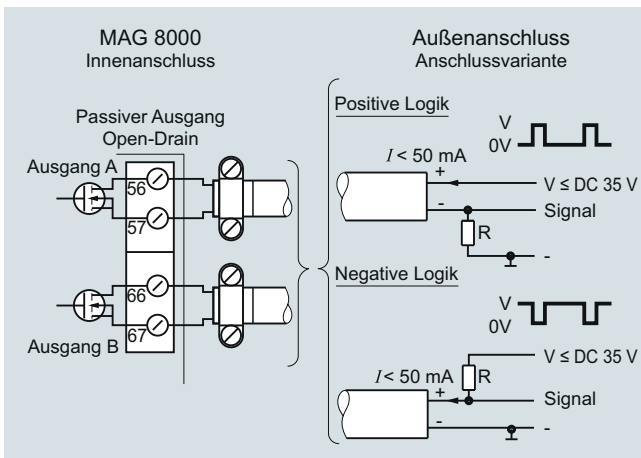 MAG 8000
Innenanschluss
Passiver Ausgang
Open-Drain
Ausgang A
56
57
66
67
Ausgang B
Außenanschluss
Anschlussvariante
Positive Logik
V
0V
I < 50 mA
+
V ≤ DC 35 V
-
Signal
R
-
Negative Logik
V
0V
V ≤ DC 35 V
I < 50 mA
R
+
Signal
-
-